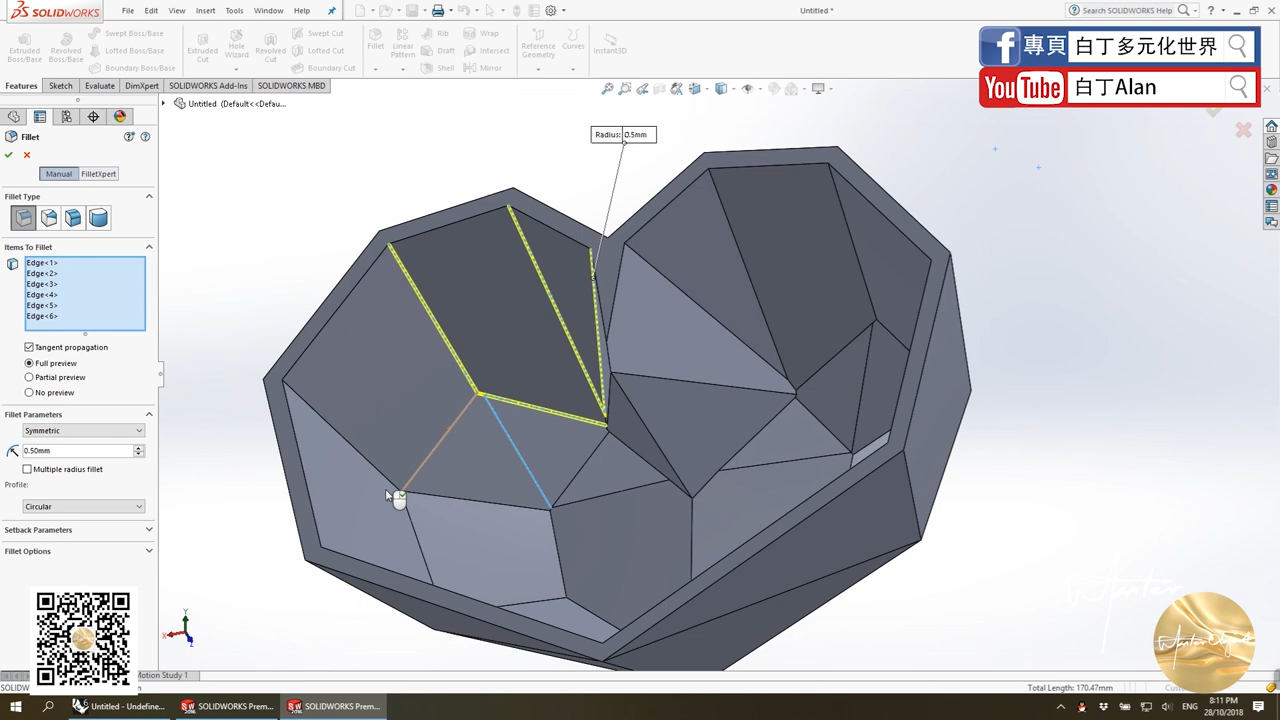 SOLIDWORKS
File Edit View Insert Tools Window Help
Untitled *
Search SOLIDWORKS Help
Extruded Boss/Base
Revolved Boss/Base
Swept Boss/Base
Lofted Boss/Base
Boundary Boss/Base
Extruded Cut
Hole Wizard
Revolved Cut
Swept Cut
Lofted Cut
Boundary Cut
Fillet
Linear Pattern
Rib
Draft
Shell
Wrap
Intersect
Mirror
Reference Geometry
Curves
Instant3D
專頁 白丁多元化世界
YouTube 白丁Alan
Features Sketch Evaluate DimXpert SOLIDWORKS Add-Ins SOLIDWORKS MBD
Untitled (Default<<Defau...
Fillet
Manual FilletXpert
Fillet Type
Items To Fillet
Edge<1>
Edge<2>
Edge<3>
Edge<4>
Edge<5>
Edge<6>
Tangent propagation
Full preview
Partial preview
No preview
Fillet Parameters
Symmetric
0.50mm
Multiple radius fillet
Profile:
Circular
Setback Parameters
Fillet Options
Radius: 0.5mm
Y
X
Z
Motion Study 1
Total Length: 170.47mm
Untitled - Undefine...
SOLIDWORKS Prem...
SOLIDWORKS Prem...
ENG
8:11 PM
28/10/2018